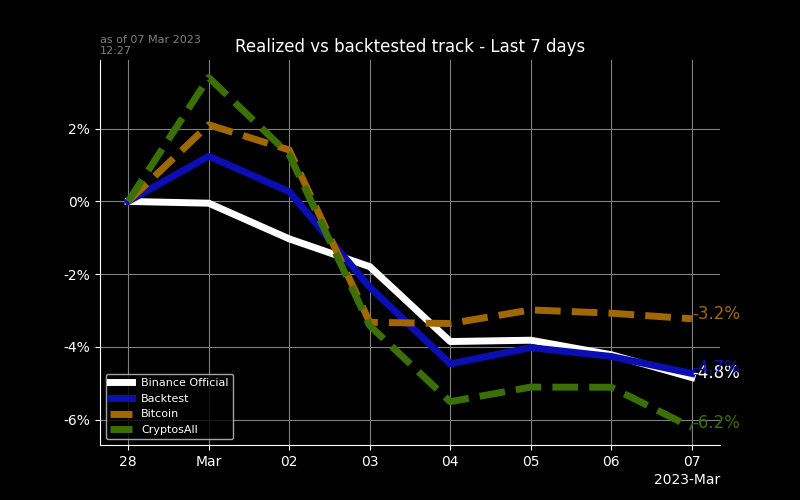 as of 07 Mar 2023
12:27
Realized vs backtested track - Last 7 days
2%
0%
-2%
-4%
-6%
-3.2%
-4.7%
-4.8%
-6.2%
Binance Official
Backtest
Bitcoin
CryptosAll
28
Mar
02
03
04
05
06
07
2023-Mar